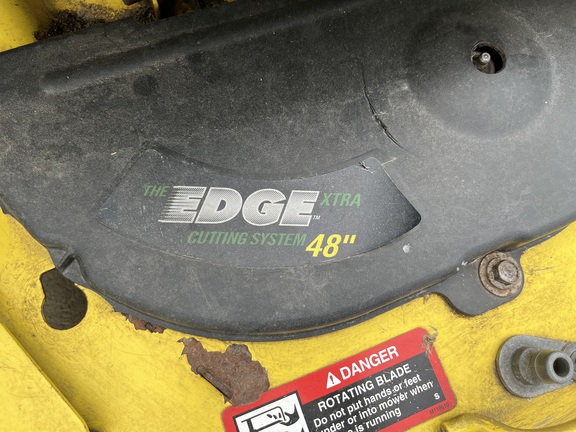 THE EDGE XTRA
TM
CUTTING SYSTEM 48"
DANGER
ROTATING BLADE
Do not put hands or feet
under or into mower when
is running